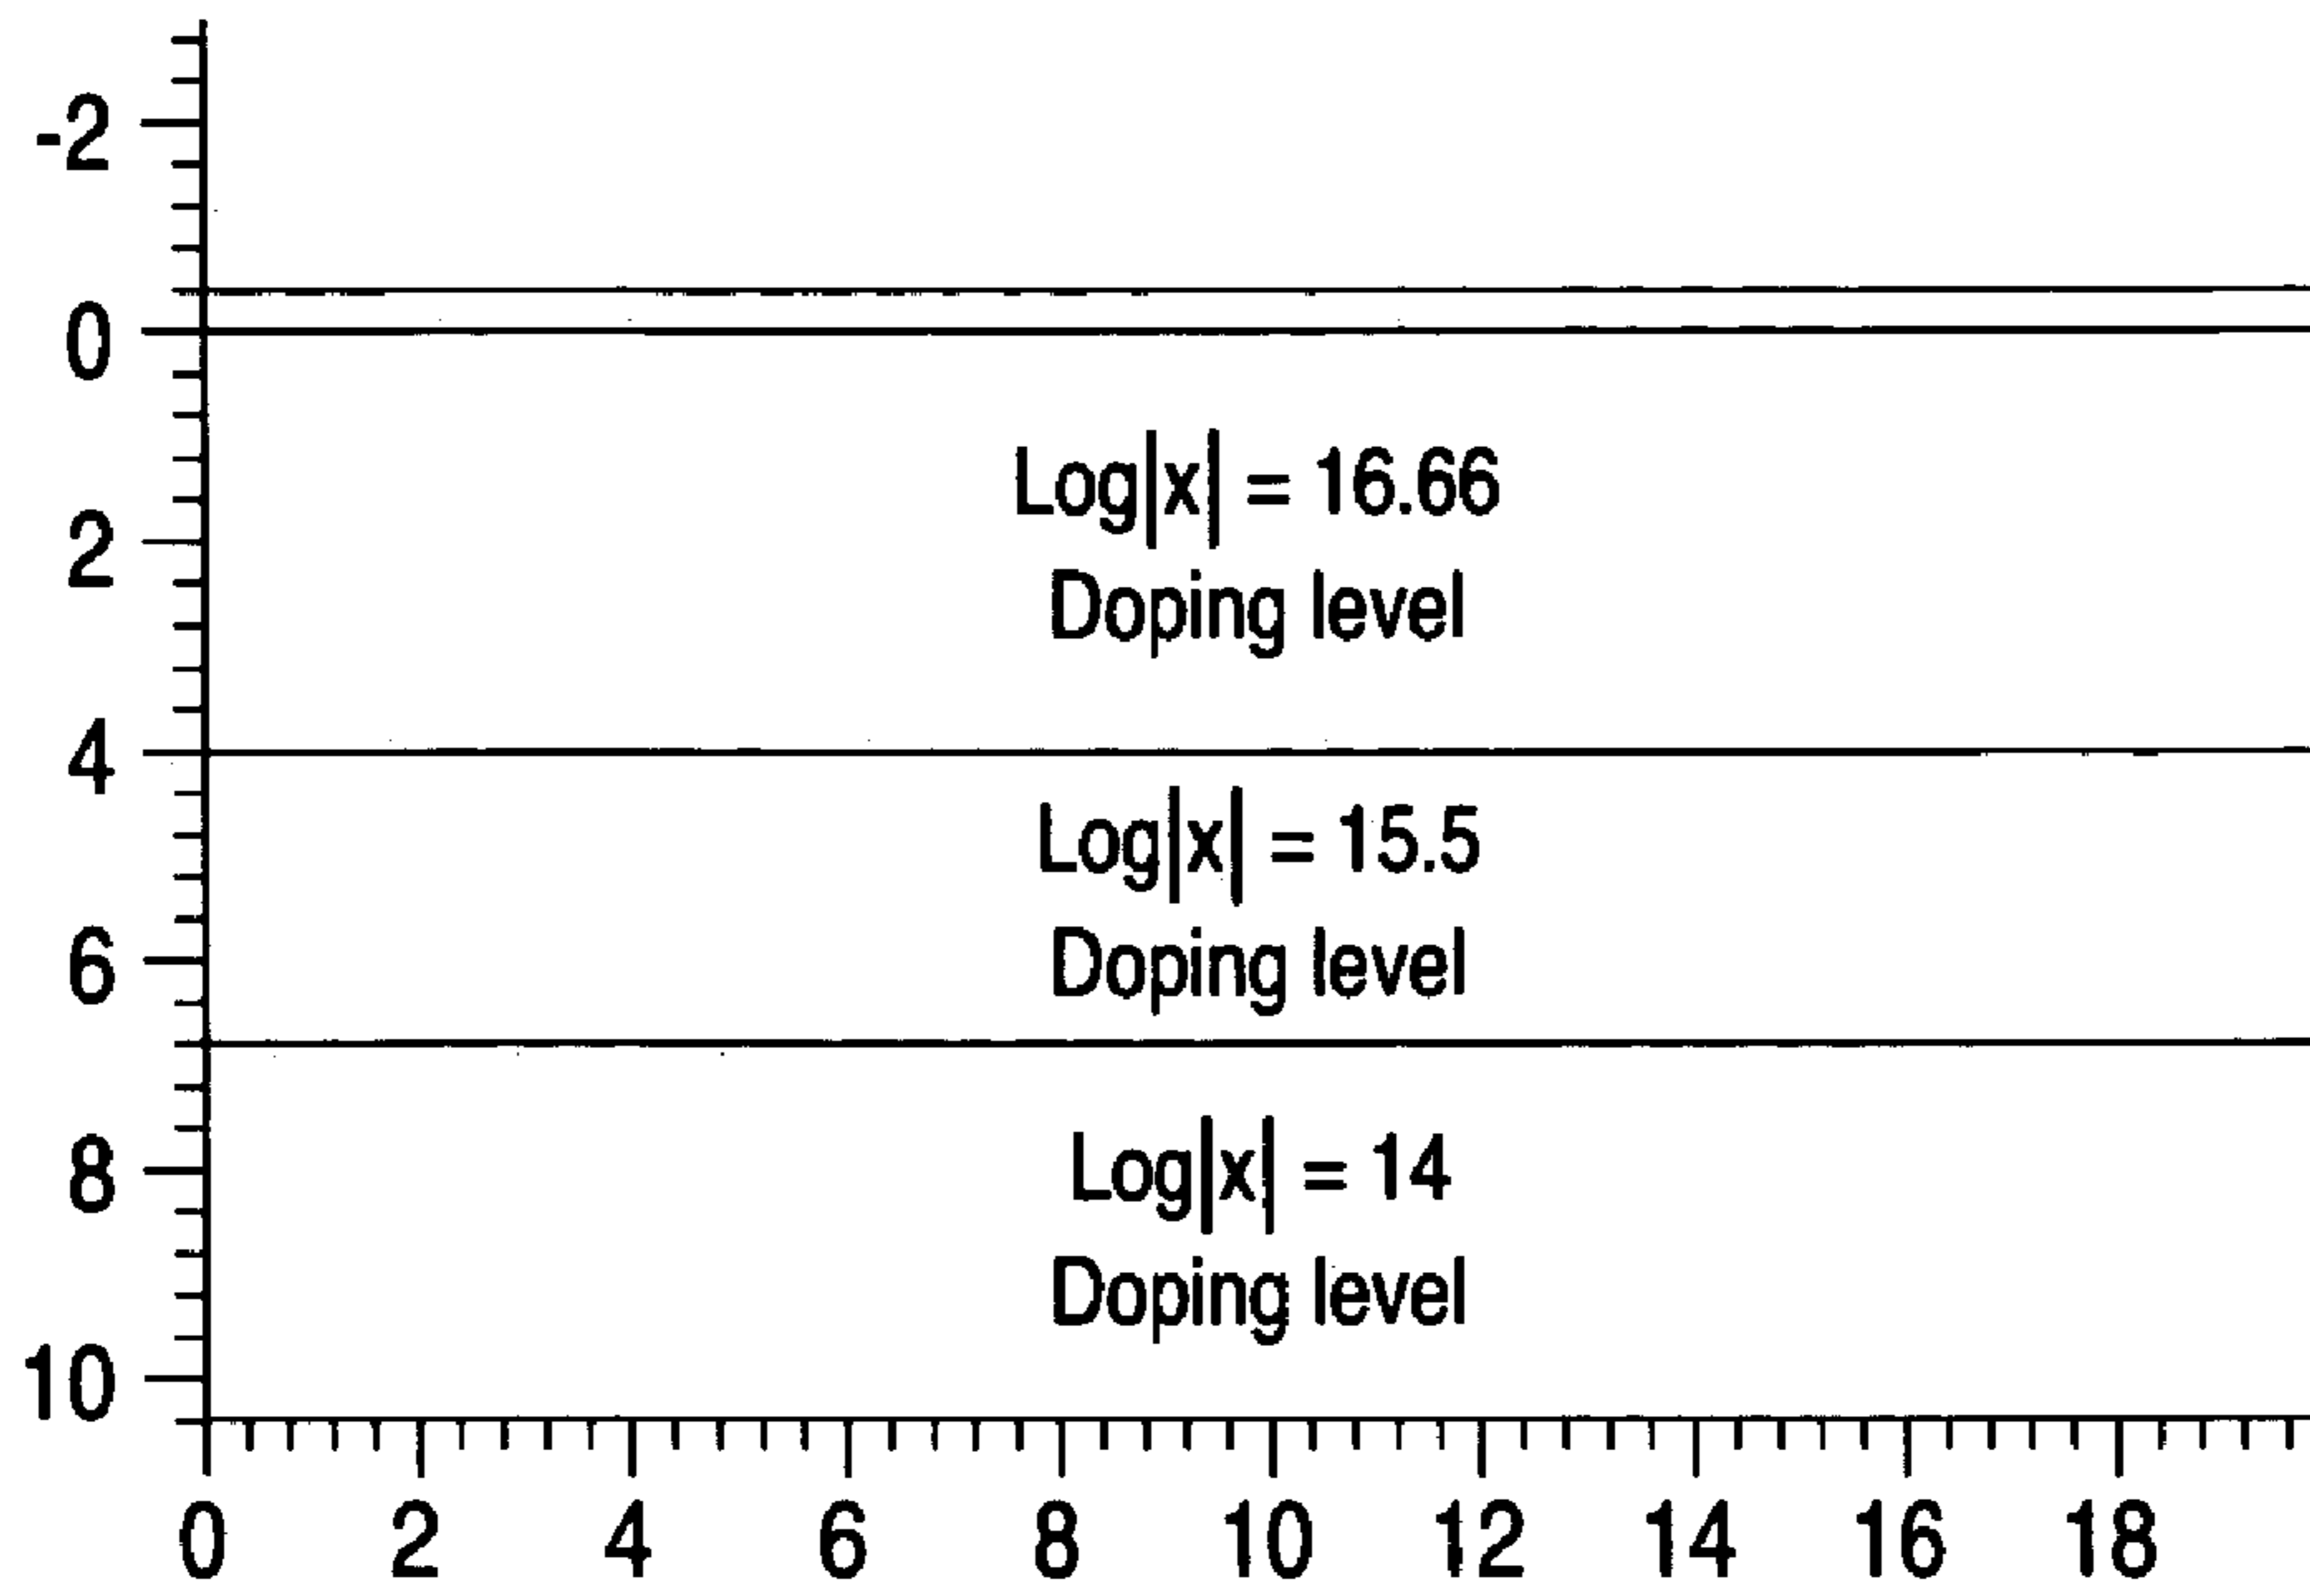 -2
0
Log|x| = 16.66
2
Doping level
4
Log|x| = 15.5
6
Doping level
8
Log|x| = 14
Doping level
10
0 2 4 6 8 10 12 14 16 18